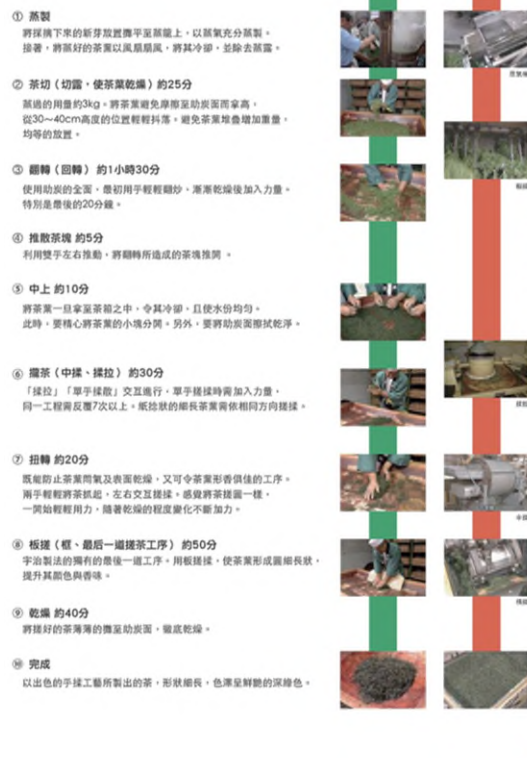 ① 蒸製
將採摘下來的新芽放置攤平至蒸籠上，以蒸氣充分蒸製。
接著，將蒸好的茶葉以風扇扇風，將其冷卻，並除去蒸露。
② 茶切（切露，使茶葉乾燥）約25分
蒸過的用量約3kg。將茶葉避免摩擦至助炭面而拿高，
從30～40cm高度的位置輕輕抖落。避免茶葉堆疊增加重量，
均等的放置。
③ 翻轉（回轉） 約1小時30分
使用助炭的全面，最初用手輕輕翻炒、漸漸乾燥後加入力量。
特別是最後的20分鐘。
④ 推散茶塊 約5分
利用雙手左右推動，將翻轉所造成的茶塊推開 。
⑤ 中上 約10分
將茶葉一旦拿至茶箱之中，令其冷卻，且使水份均勻。
此時，要精心將茶葉的小塊分開。另外，要將助炭面擦拭乾淨。
⑥ 攏茶（中揉、揉拉） 約30分
「揉拉」「單手揉散」交互進行，單手搓揉時需加入力量，
同一工程需反覆7次以上。紙捻狀的細長茶葉需依相同方向搓揉。
⑦ 扭轉 約20分
既能防止茶葉悶氣及表面乾燥，又可令茶葉形香俱佳的工序。
兩手輕輕將茶抓起，左右交互搓揉。感覺將茶搓圓一樣，
一開始輕輕用力，隨著乾燥的程度變化不斷加力。
⑧ 板搓（框、最后一道搓茶工序） 約50分
宇治製法的獨有的最後一道工序。用板搓揉，使茶葉形成圓細長狀，
提升其顏色與香味。
⑨ 乾燥 約40分
將搓好的茶薄薄的攤至助炭面，徹底乾燥。
⑩ 完成
以出色的手揉工藝所製出的茶，形狀細長，色澤呈鮮艷的深綠色。